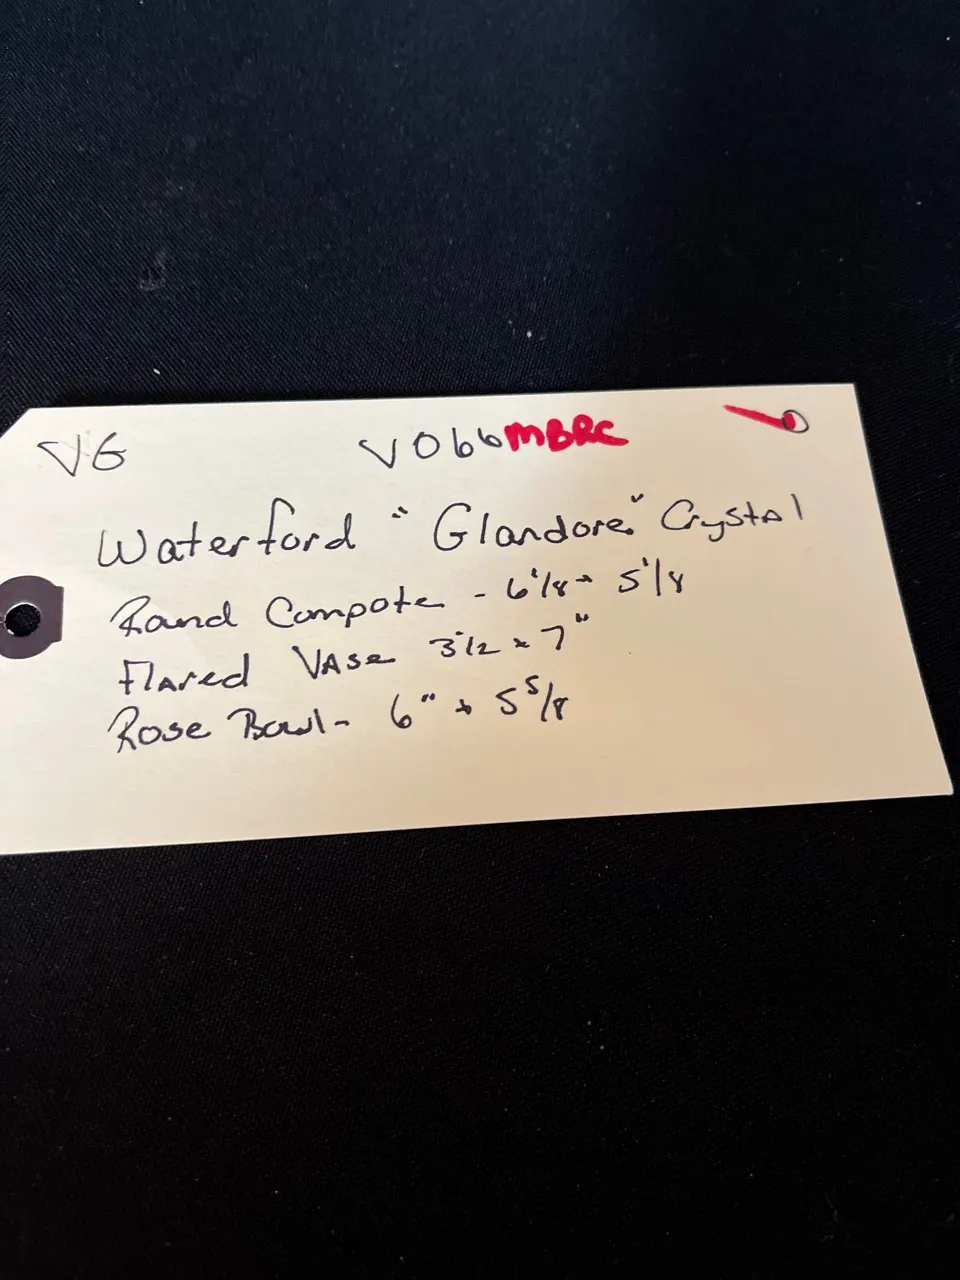 VG V066MBRC
Waterford "Glandore" Crystal
Round Compote - 6 1/8 x 5 1/8
Flared Vase 3 1/2 x 7"
Rose Bowl - 6" x 5 5/8